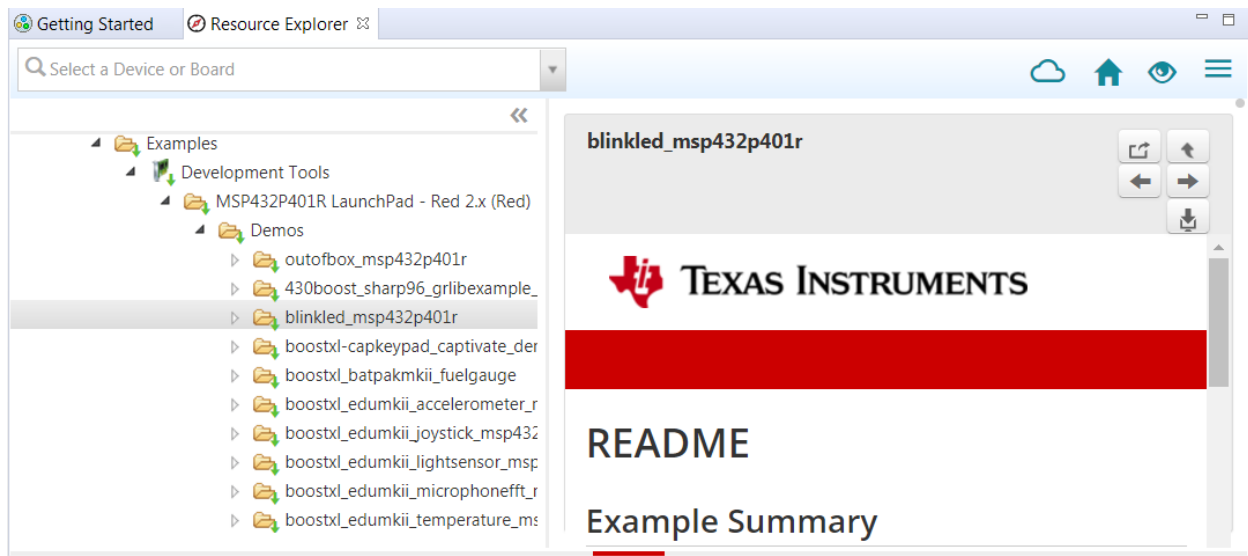 Getting Started
Resource Explorer
Select a Device or Board
Examples
Development Tools
MSP432P401R LaunchPad - Red 2.x (Red)
Demos
outofbox_msp432p401r
430boost_sharp96_grlibexample_
blinkled_msp432p401r
boostxl-capkeypad_captivate_der
boostxl_batpakmkii_fuelgauge
boostxl_edumkii_accelerometer_r
boostxl_edumkii_joystick_msp432
boostxl_edumkii_lightsensor_msp
boostxl_edumkii_microphonefft_r
boostxl_edumkii_temperature_ms
blinkled_msp432p401r
TEXAS INSTRUMENTS
README
Example Summary